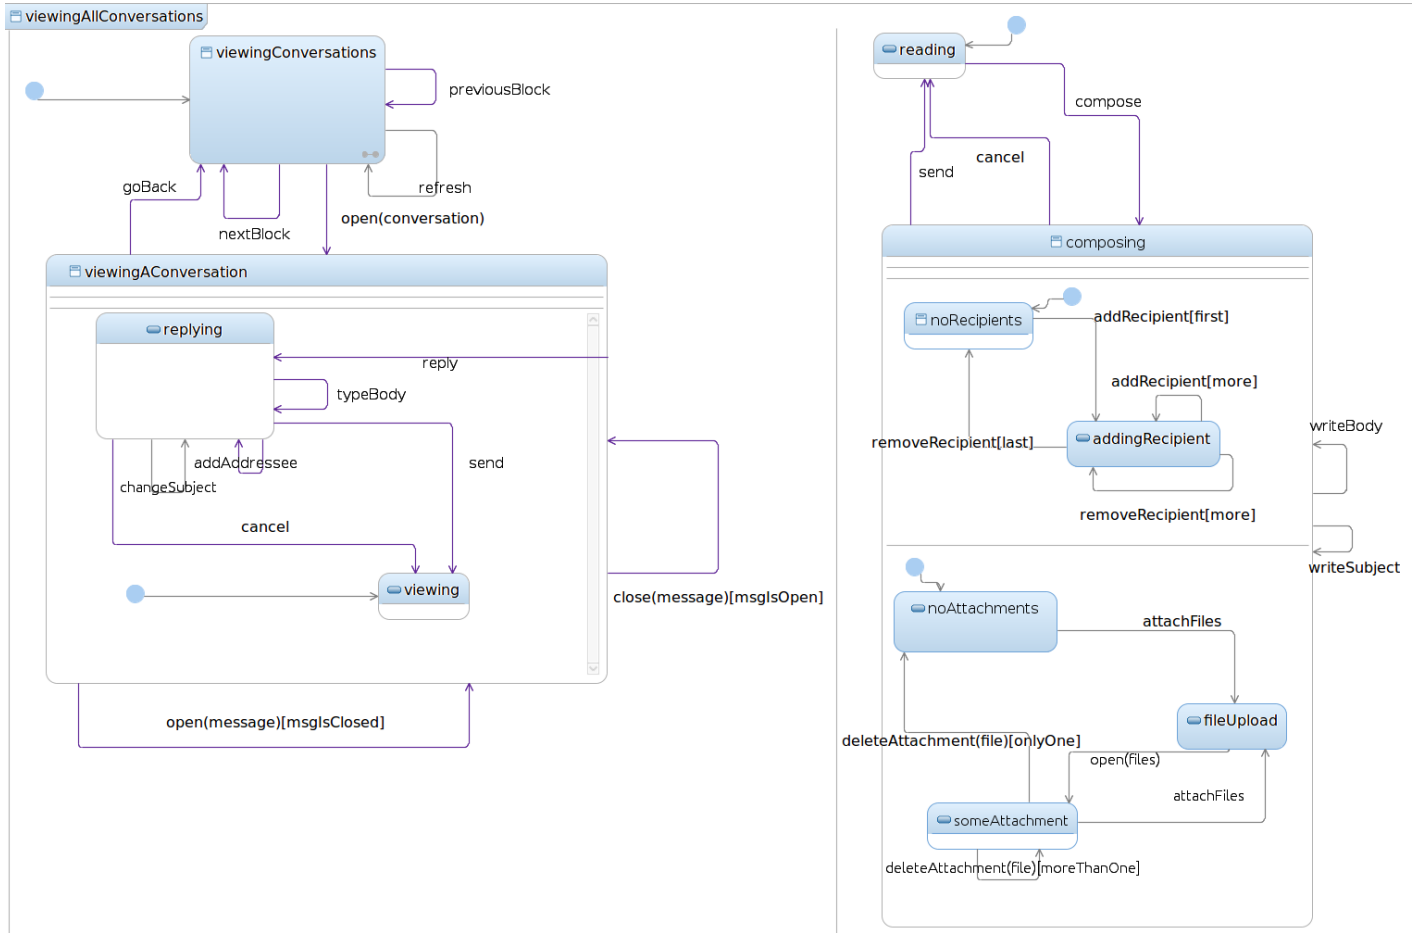 viewingAllConversations
viewingConversations
previousBlock
refresh
goBack
nextBlock
open(conversation)
viewingAConversation
replying
reply
typeBody
send
addAddressee
changeSubject
cancel
viewing
close(message)[msgIsOpen]
open(message)[msgIsClosed]
reading
compose
cancel
send
composing
noRecipients
addRecipient[first]
addRecipient[more]
removeRecipient[last]
addingRecipient
removeRecipient[more]
writeBody
writeSubject
noAttachments
attachFiles
fileUpload
deleteAttachment(file)[onlyOne]
open(files)
attachFiles
someAttachment
deleteAttachment(file)[moreThanOne]